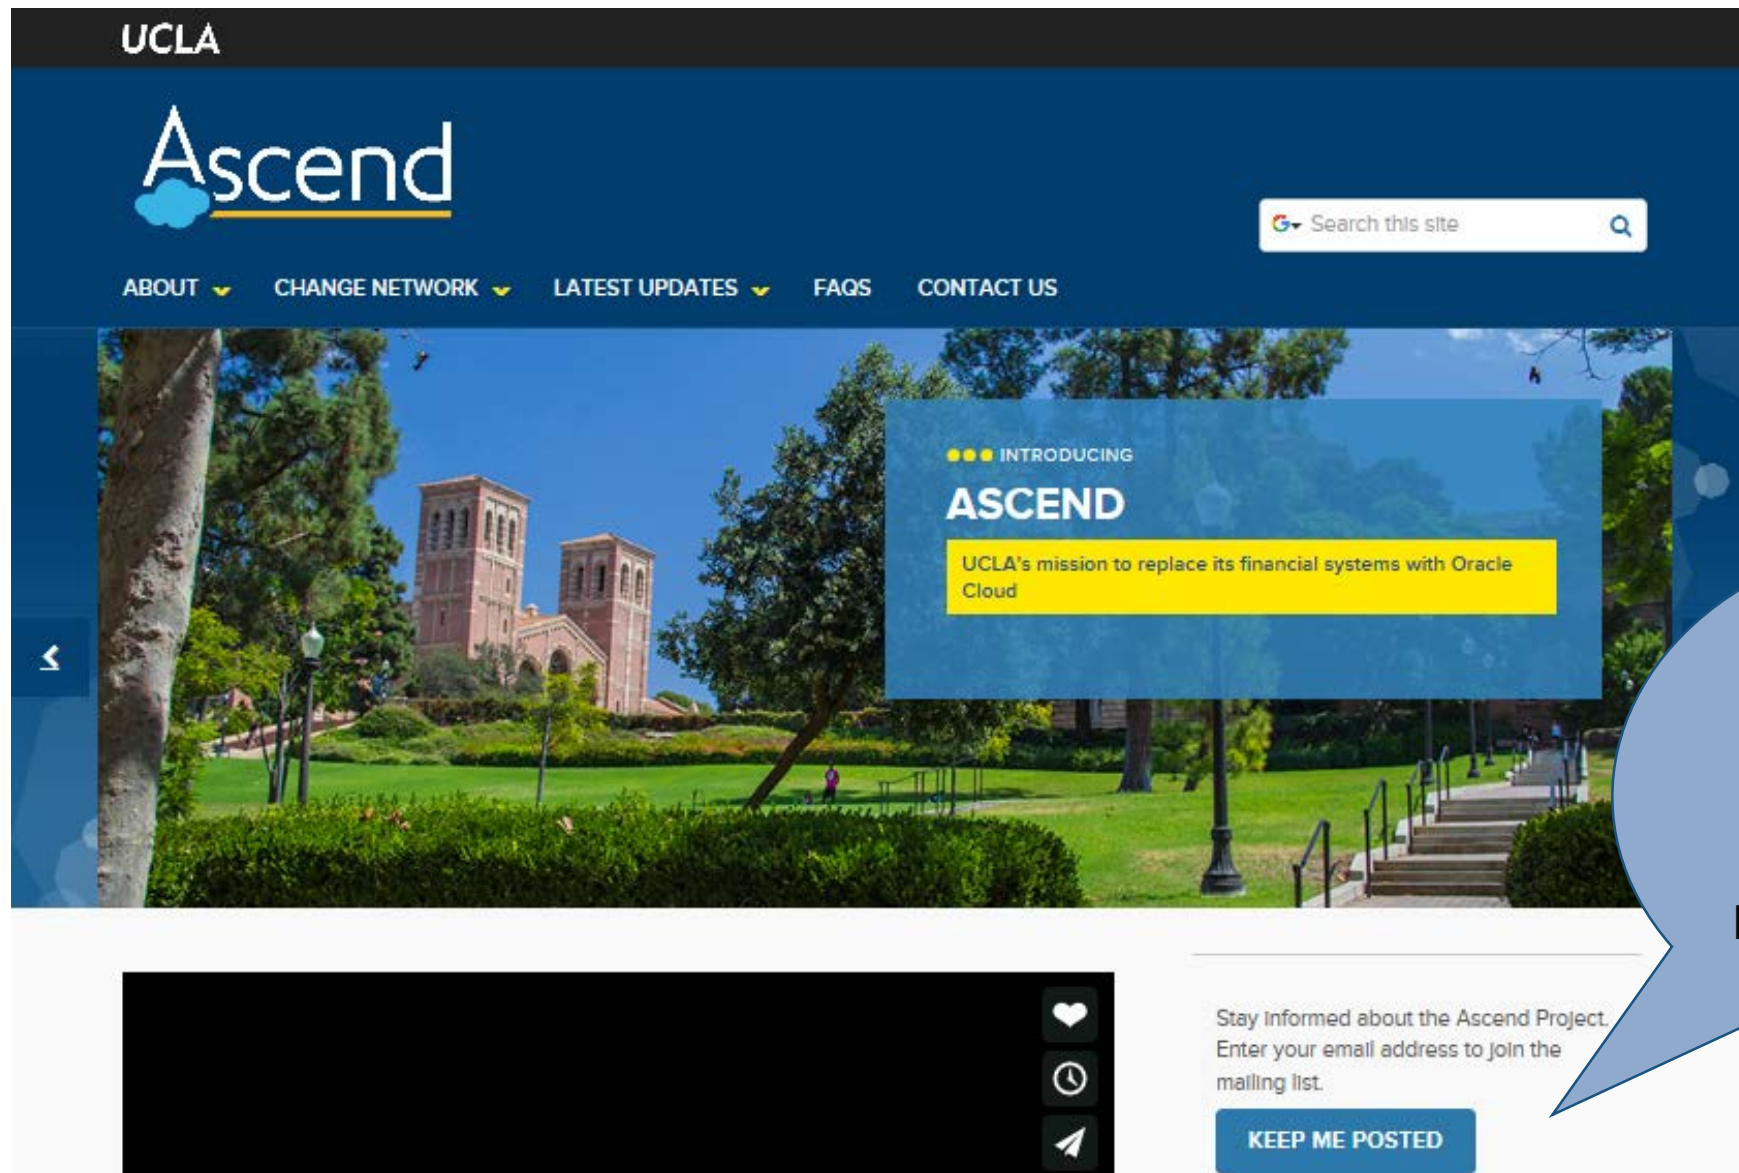 UCLA
Ascend
Search this site
ABOUT
CHANGE NETWORK
LATEST UPDATES
FAQS
CONTACT US
INTRODUCING
ASCEND
UCLA's mission to replace its financial systems with Oracle
Cloud
Stay informed about the Ascend Project.
Enter your email address to join the
mailing list.
KEEP ME POSTED